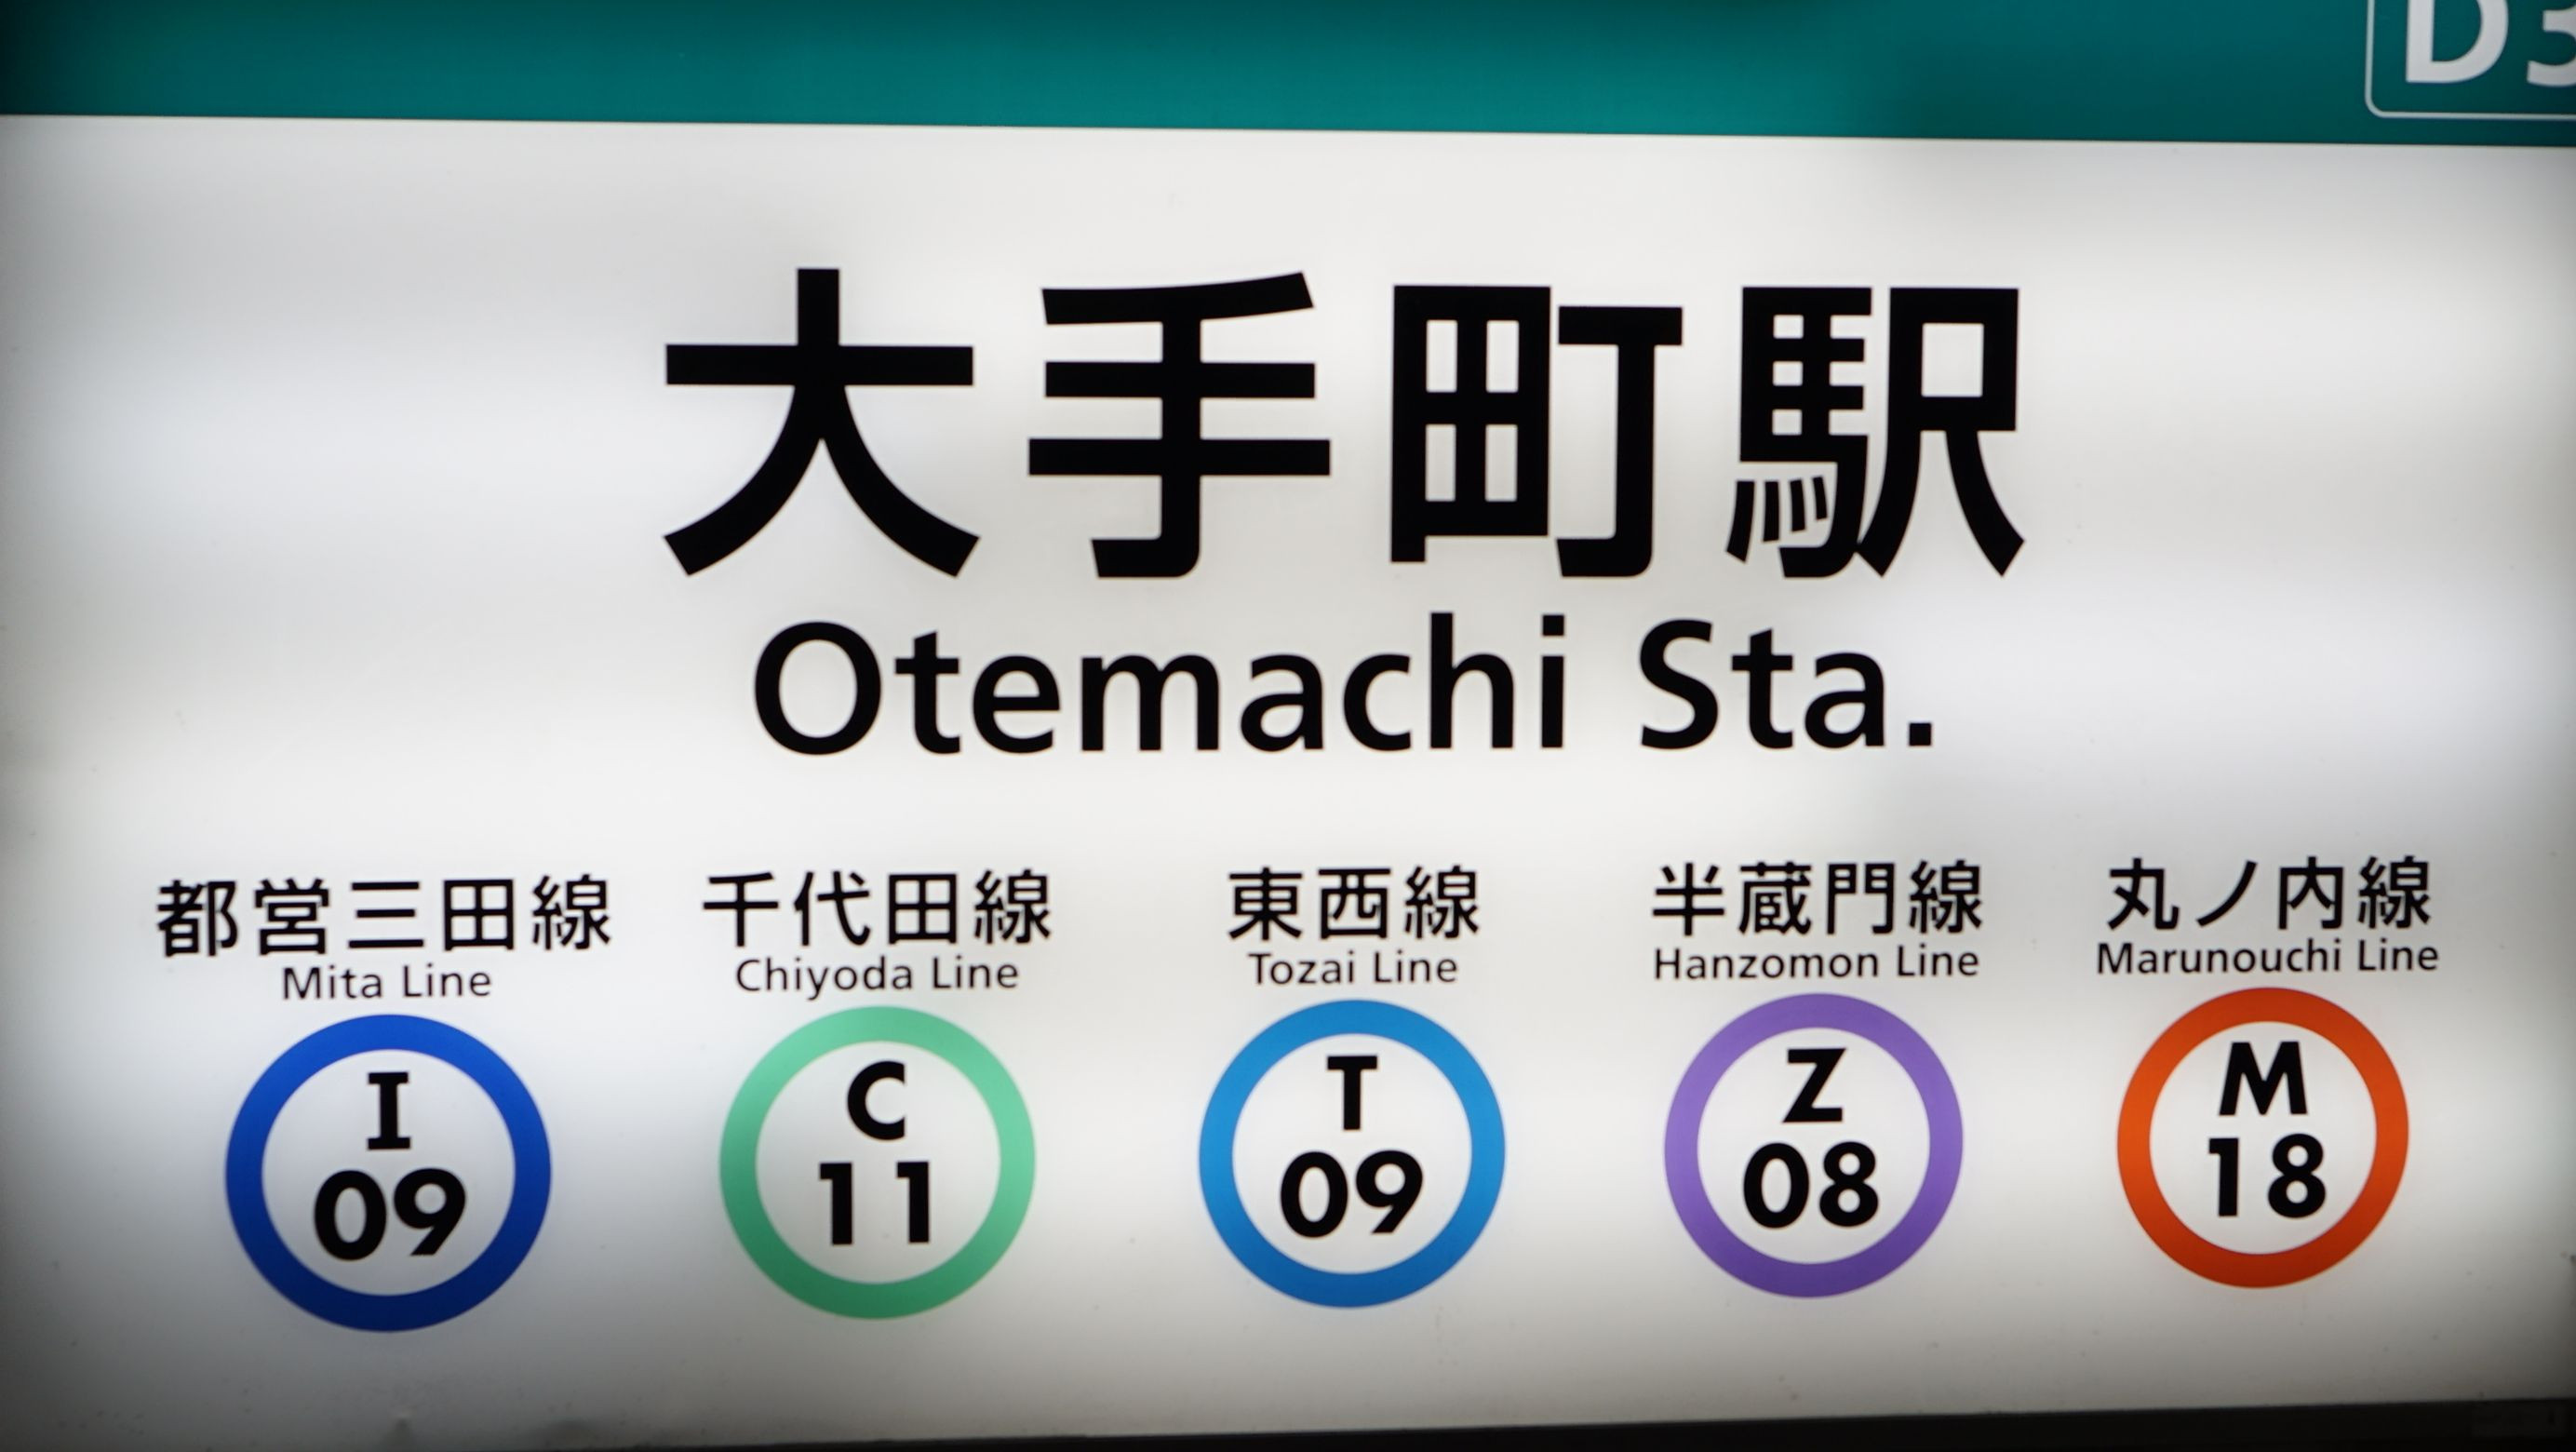 D3
大手町駅
Otemachi Sta.
都営三田線 千代田線 東西線 半蔵門線 丸ノ内線
Mita Line Chiyoda Line Tozai Line Hanzomon Line Marunouchi Line
I C T Z M
09 11 09 08 18